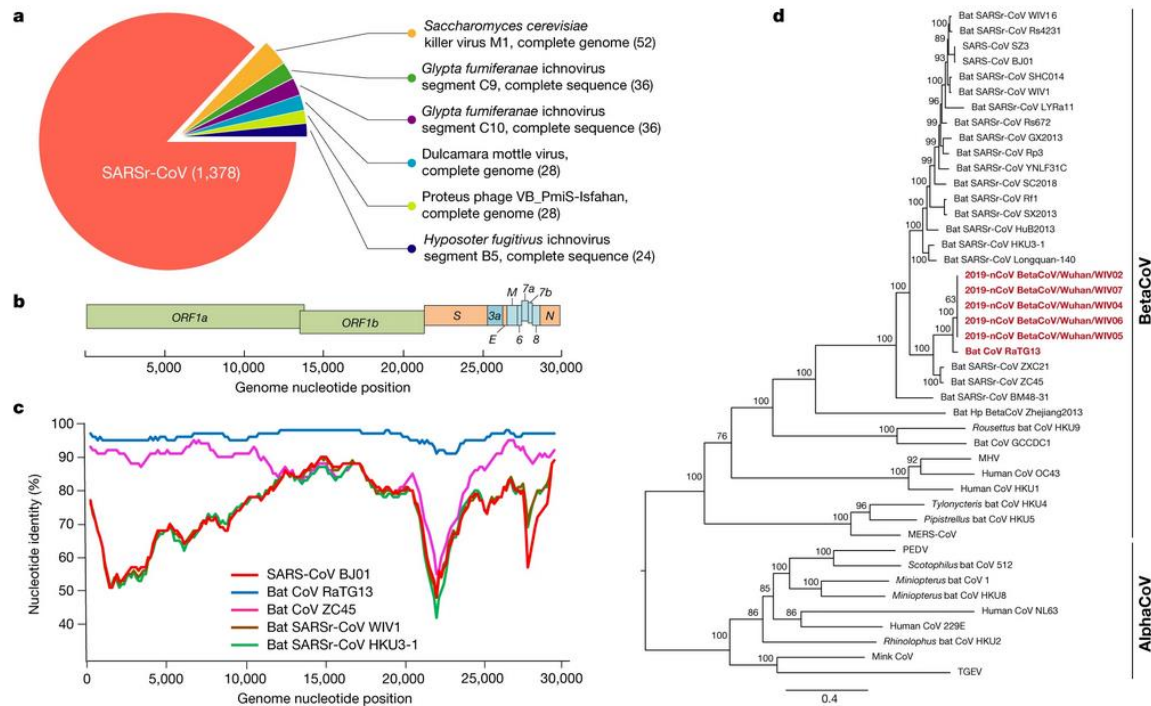 a
SARSr-CoV (1,378)
Saccharomyces cerevisiae
killer virus M1, complete genome (52)
Glypta fumiferanae ichnovirus
segment C9, complete sequence (36)
Glypta fumiferanae ichnovirus
segment C10, complete sequence (36)
Dulcamara mottle virus,
complete genome (28)
Proteus phage VB_PmiS-Isfahan,
complete genome (28)
Hyposoter fugitivus ichnovirus
segment B5, complete sequence (24)
b
ORF1a
ORF1b
S
3a
E
M
6
7a
7b
8
N
5,000
10,000
15,000
20,000
25,000
30,000
Genome nucleotide position
c
100
90
80
70
60
50
40
Nucleotide identity (%)
SARS-CoV BJ01
Bat CoV RaTG13
Bat CoV ZC45
Bat SARSr-CoV WIV1
Bat SARSr-CoV HKU3-1
0
5,000
10,000
15,000
20,000
25,000
30,000
Genome nucleotide position
d
100
Bat SARSr-CoV WIV16
Bat SARSr-CoV Rs4231
89
SARS-CoV SZ3
93
SARS-CoV BJ01
Bat SARSr-CoV SHC014
100
Bat SARSr-CoV WIV1
96
Bat SARSr-CoV LYRa11
99
Bat SARSr-CoV Rs672
Bat SARSr-CoV GX2013
99
Bat SARSr-CoV Rp3
99
Bat SARSr-CoV YNLF31C
100
Bat SARSr-CoV SC2018
Bat SARSr-CoV Rf1
100
Bat SARSr-CoV SX2013
100
Bat SARSr-CoV HuB2013
Bat SARSr-CoV HKU3-1
100
Bat SARSr-CoV Longquan-140
2019-nCoV BetaCoV/Wuhan/WIV02
100
2019-nCoV BetaCoV/Wuhan/WIV07
63
2019-nCoV BetaCoV/Wuhan/WIV04
100
2019-nCoV BetaCoV/Wuhan/WIV06
2019-nCoV BetaCoV/Wuhan/WIV05
100
100
Bat CoV RaTG13
Bat SARSr-CoV ZXC21
100
Bat SARSr-CoV ZC45
Bat SARSr-CoV BM48-31
100
Bat Hp BetaCoV Zhejiang2013
Rousettus bat CoV HKU9
100
Bat CoV GCCDC1
76
MHV
92
Human CoV OC43
100
Human CoV HKU1
100
Tylonycteris bat CoV HKU4
96
Pipistrellus bat CoV HKU5
100
MERS-CoV
PEDV
100
Scotophilus bat CoV 512
100
Miniopterus bat CoV 1
100
Miniopterus bat CoV HKU8
85
Human CoV NL63
86
86
Human CoV 229E
Rhinolophus bat CoV HKU2
100
Mink CoV
100
TGEV
0.4
BetaCoV
AlphaCoV